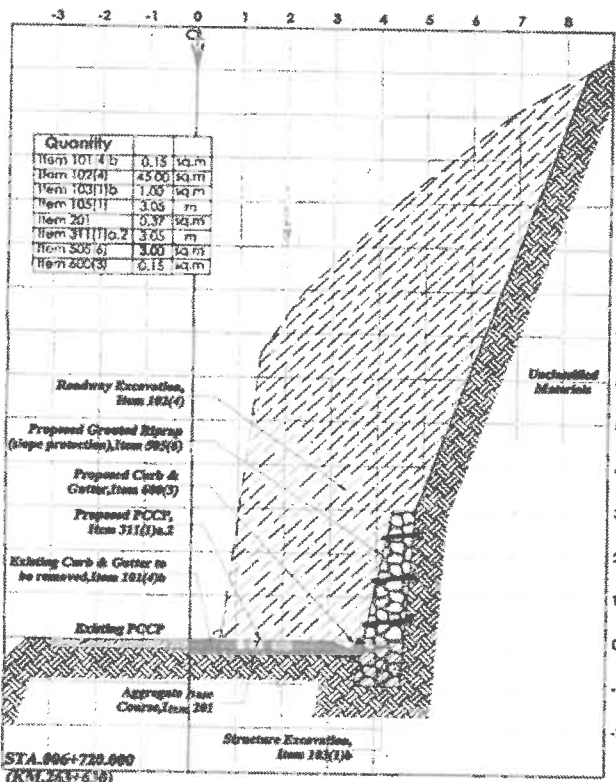 -3 -2 -1 0 1 2 3 4 5 6 7 8
Quantity
Item 101 4 b 0.15 sq.m
Item 102(4) 45.00 sq.m
Item 103(1)b 1.00 sq.m
Item 105(1) 3.05 m
Item 201 0.37 sq.m
Item 311(1)a.2 3.05 m
Item 505 6) 3.00 sq.m
Item 600(3) 0.15 sq.m
Roadway Excavation,
Item 102(4)
Proposed Grouted Riprap
(slope protection),Item 505(6)
Proposed Curb &
Gutter,Item 600(3)
Proposed PCCP,
Item 311(1)a.2
Existing Curb & Gutter to
be removed,Item 101(4)b
Existing PCCP
Unclassified
Materials
Aggregate Base
Course,Item 201
Structure Excavation,
Item 103(1)b
STA.006+720.000